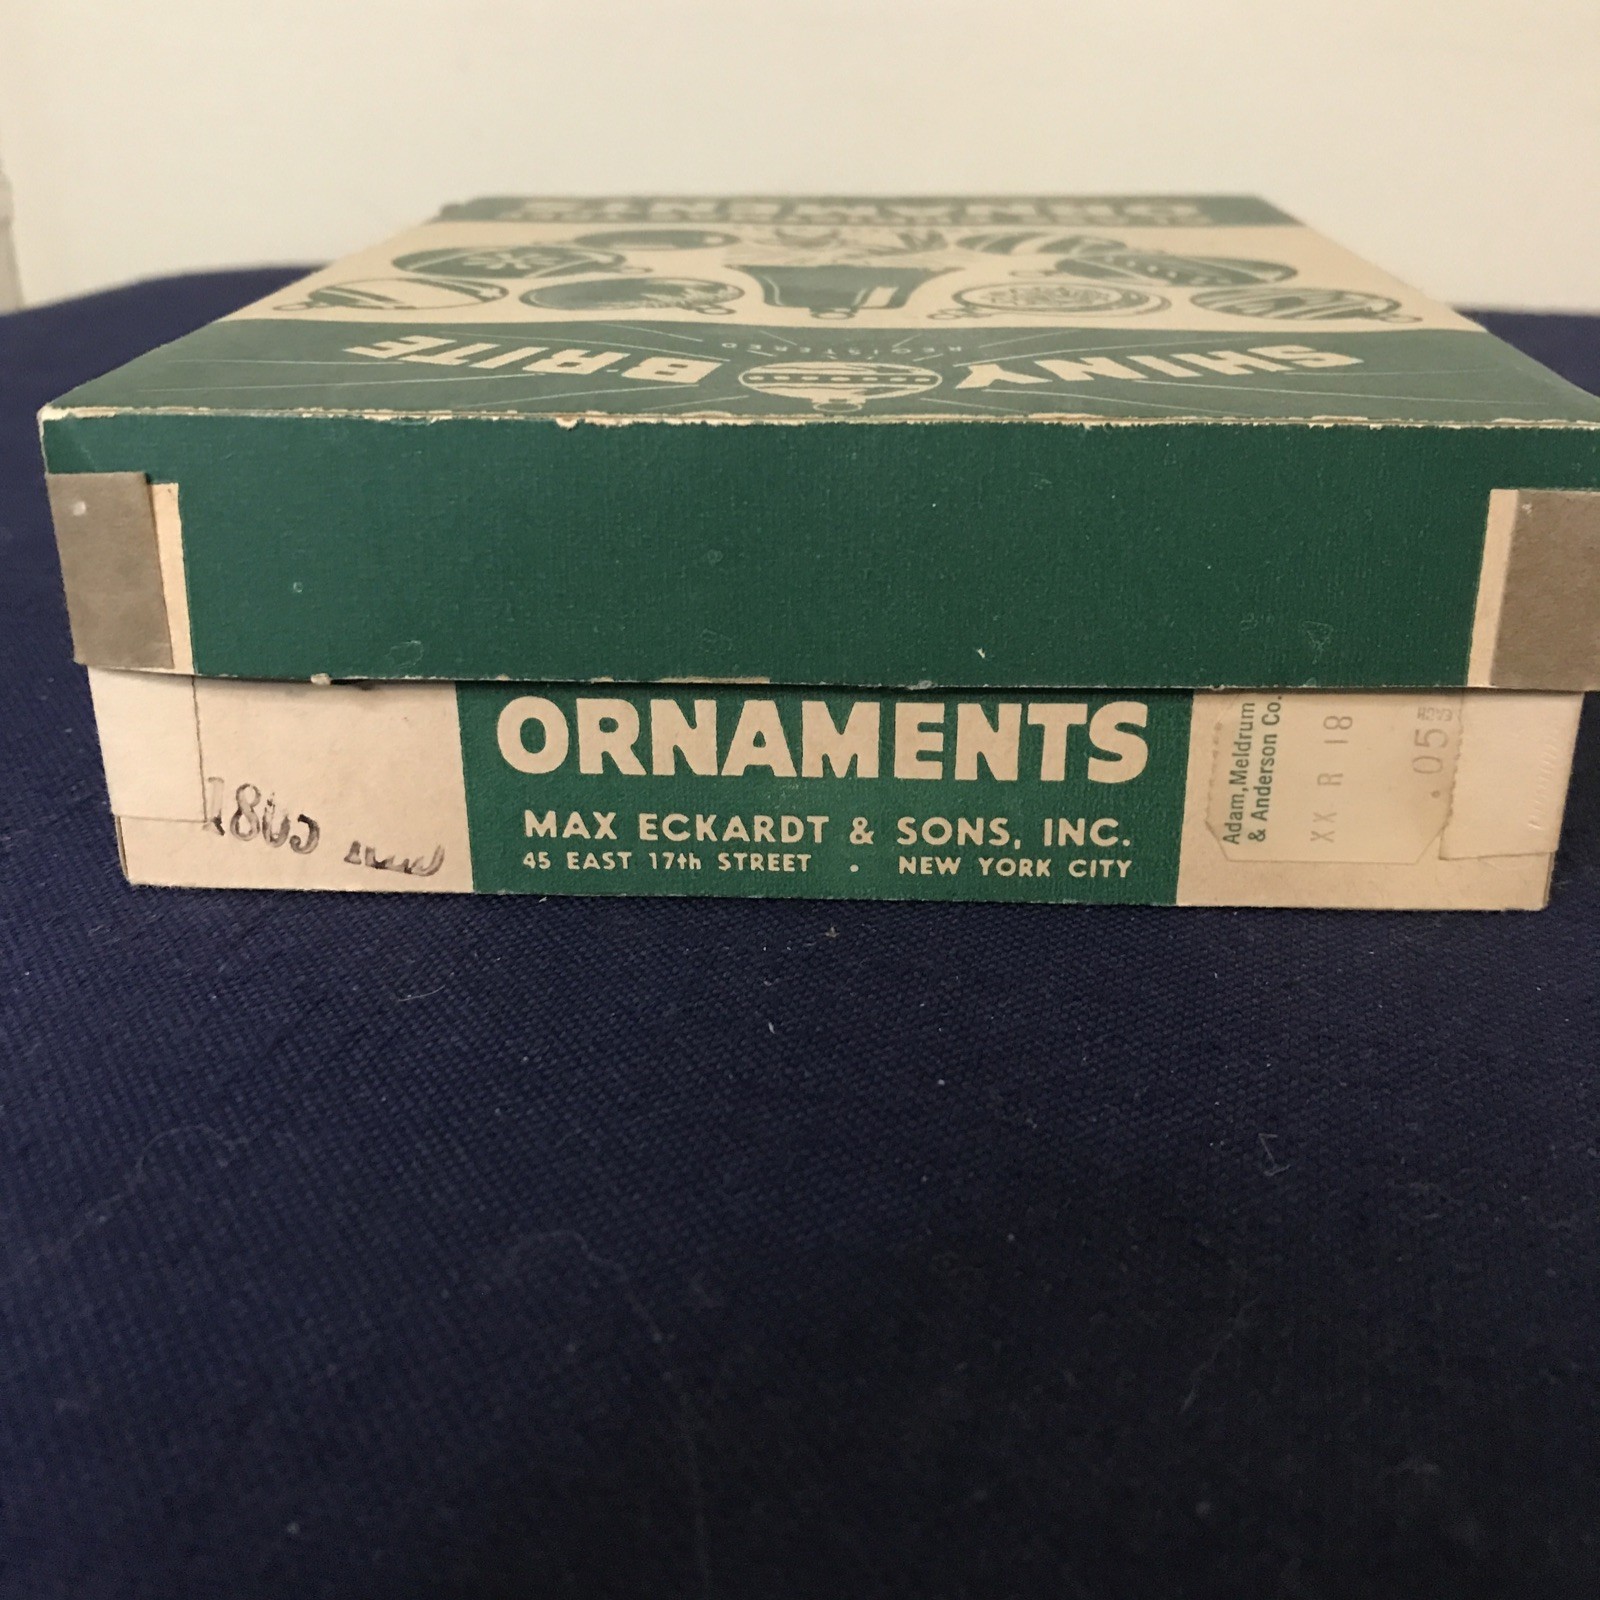 SHINY BRITE
REGISTERED
ORNAMENTS
MAX ECKARDT & SONS, INC.
45 EAST 17th STREET • NEW YORK CITY
Adam, Meldrum
& Anderson Co.
XX R 18
.05
EACH